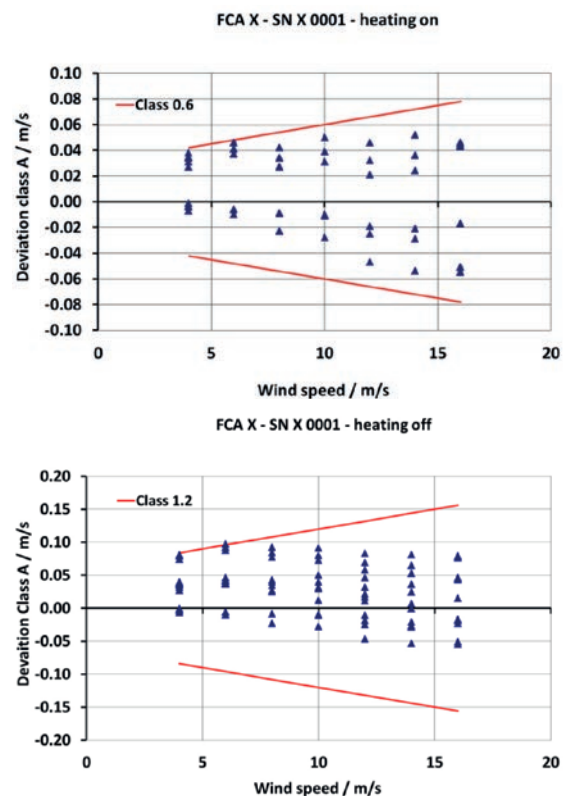 FCA X - SN X 0001 - heating on
Deviation class A / m/s
0.10
0.08
0.06
0.04
0.02
0.00
-0.02
-0.04
-0.06
-0.08
-0.10
Class 0.6
0 5 10 15 20
Wind speed / m/s
FCA X - SN X 0001 - heating off
Devaition Class A / m/s
0.20
0.15
0.10
0.05
0.00
-0.05
-0.10
-0.15
-0.20
Class 1.2
0 5 10 15 20
Wind speed / m/s